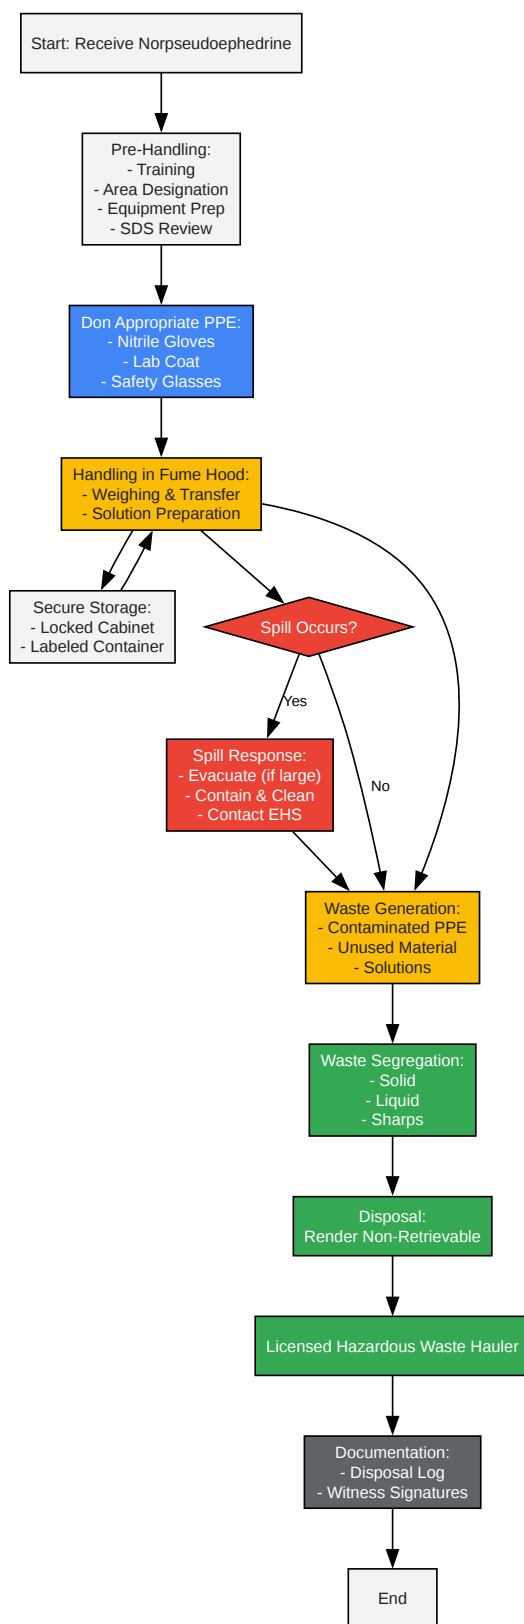 Start: Receive Norpseudoephedrine
Pre-Handling:
- Training
- Area Designation
- Equipment Prep
- SDS Review
Don Appropriate PPE:
- Nitrile Gloves
- Lab Coat
- Safety Glasses
Handling in Fume Hood:
- Weighing & Transfer
- Solution Preparation
Secure Storage:
- Locked Cabinet
- Labeled Container
Spill Occurs?
Yes
Spill Response:
- Evacuate (if large)
- Contain & Clean
- Contact EHS
No
Waste Generation:
- Contaminated PPE
- Unused Material
- Solutions
Waste Segregation:
- Solid
- Liquid
- Sharps
Disposal:
Render Non-Retrievable
Licensed Hazardous Waste Hauler
Documentation:
- Disposal Log
- Witness Signatures
End